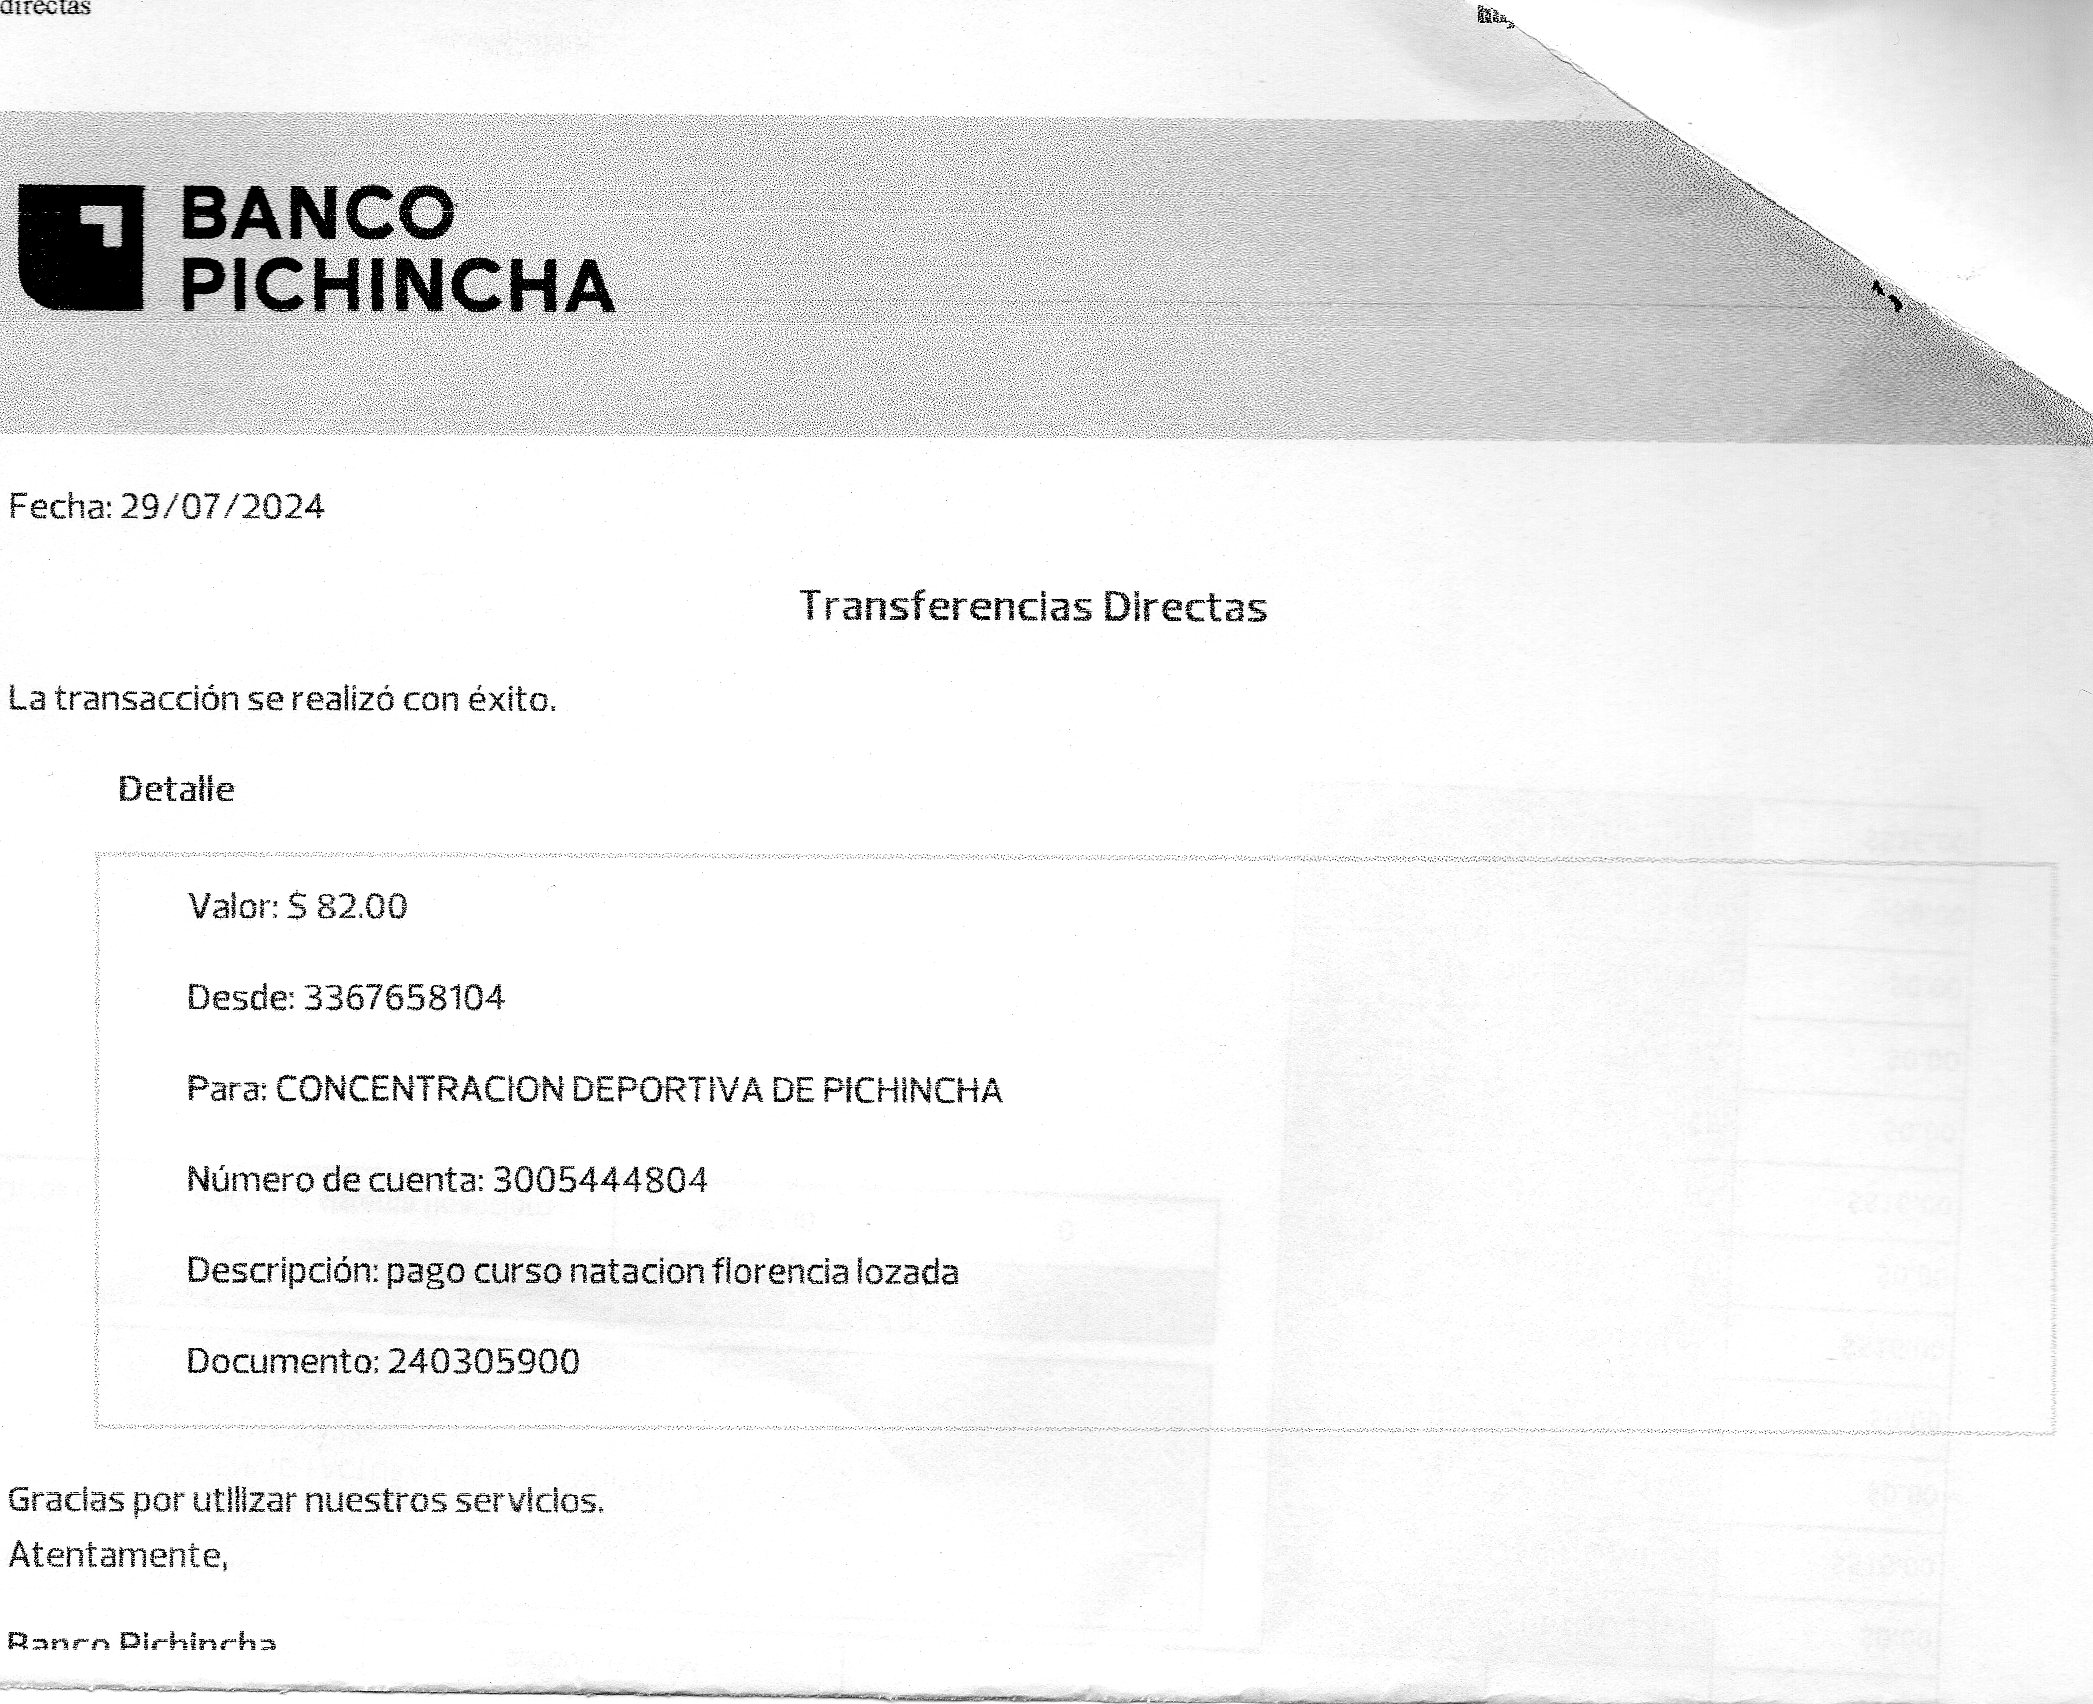 directas
BANCO
PICHINCHA
Fecha: 29/07/2024
Transferencias Directas
La transacción se realizó con éxito.
Detalle
Valor: $ 82.00
Desde: 3367658104
Para: CONCENTRACION DEPORTIVA DE PICHINCHA
Número de cuenta: 3005444804
Descripción: pago curso natacion florencia lozada
Documento: 240305900
Gracias por utilizar nuestros servicios.
Atentamente,
Banco Pichincha